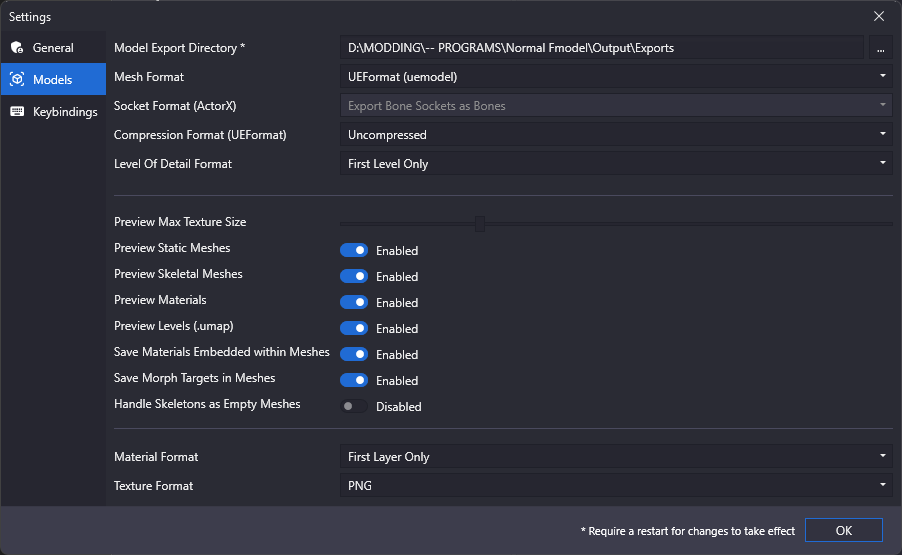 Settings
General
Models
Keybindings
Model Export Directory * D:\MODDING\-- PROGRAMS\Normal Fmodel\Output\Exports ...
Mesh Format UEFormat (uemodel)
Socket Format (ActorX) Export Bone Sockets as Bones
Compression Format (UEFormat) Uncompressed
Level Of Detail Format First Level Only
Preview Max Texture Size
Preview Static Meshes Enabled
Preview Skeletal Meshes Enabled
Preview Materials Enabled
Preview Levels (.umap) Enabled
Save Materials Embedded within Meshes Enabled
Save Morph Targets in Meshes Enabled
Handle Skeletons as Empty Meshes Disabled
Material Format First Layer Only
Texture Format PNG
* Require a restart for changes to take effect OK